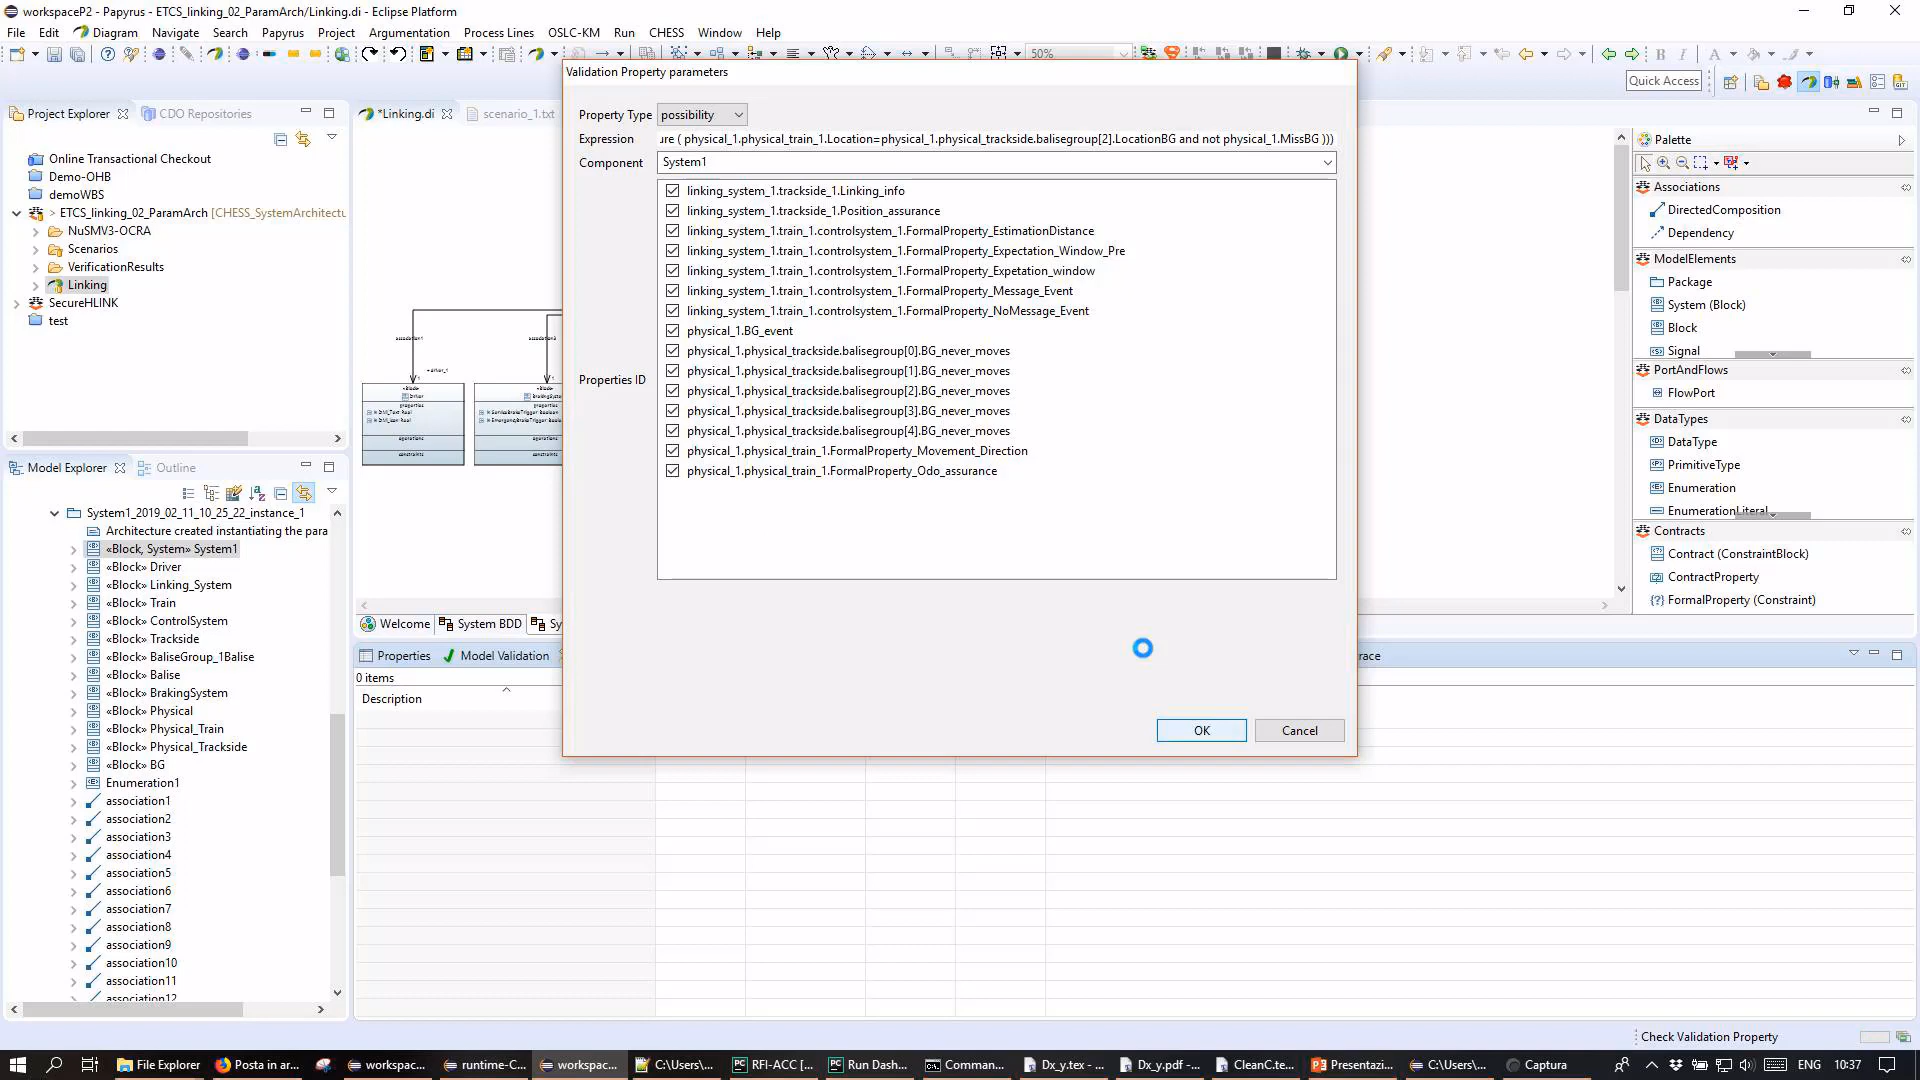 workspaceP2 - Papyrus - ETCS_linking_02_ParamArch/Linking.di - Eclipse Platform
File Edit Diagram Navigate Search Papyrus Project Argumentation Process Lines OSLC-KM Run CHESS Window Help
50%
Quick Access
Project Explorer
CDO Repositories
Online Transactional Checkout
Demo-OHB
demoWBS
> ETCS_linking_02_ParamArch [CHESS_SystemArchitectu
NuSMV3-OCRA
Scenarios
VerificationResults
Linking
SecureHLINK
test
Model Explorer
Outline
System1_2019_02_11_10_25_22_instance_1
Architecture created instantiating the para
«Block, System» System1
«Block» Driver
«Block» Linking_System
«Block» Train
«Block» ControlSystem
«Block» Trackside
«Block» BaliseGroup_1Balise
«Block» Balise
«Block» BrakingSystem
«Block» Physical
«Block» Physical_Train
«Block» Physical_Trackside
«Block» BG
Enumeration1
association1
association2
association3
association4
association5
association6
association7
association8
association9
association10
association11
association12
*Linking.di
scenario_1.txt
Welcome
System BDD
Sy
Properties
Model Validation
race
0 items
Description
Validation Property parameters
Property Type possibility
Expression ure ( physical_1.physical_train_1.Location=physical_1.physical_trackside.balisegroup[2].LocationBG and not physical_1.MissBG )))
Component System1
Properties ID
linking_system_1.trackside_1.Linking_info
linking_system_1.trackside_1.Position_assurance
linking_system_1.train_1.controlsystem_1.FormalProperty_EstimationDistance
linking_system_1.train_1.controlsystem_1.FormalProperty_Expectation_Window_Pre
linking_system_1.train_1.controlsystem_1.FormalProperty_Expetation_window
linking_system_1.train_1.controlsystem_1.FormalProperty_Message_Event
linking_system_1.train_1.controlsystem_1.FormalProperty_NoMessage_Event
physical_1.BG_event
physical_1.physical_trackside.balisegroup[0].BG_never_moves
physical_1.physical_trackside.balisegroup[1].BG_never_moves
physical_1.physical_trackside.balisegroup[2].BG_never_moves
physical_1.physical_trackside.balisegroup[3].BG_never_moves
physical_1.physical_trackside.balisegroup[4].BG_never_moves
physical_1.physical_train_1.FormalProperty_Movement_Direction
physical_1.physical_train_1.FormalProperty_Odo_assurance
OK
Cancel
Palette
Associations
DirectedComposition
Dependency
ModelElements
Package
System (Block)
Block
Signal
PortAndFlows
FlowPort
DataTypes
DataType
PrimitiveType
Enumeration
EnumerationLiteral
Contracts
Contract (ConstraintBlock)
ContractProperty
FormalProperty (Constraint)
Check Validation Property
File Explorer
Posta in ar...
workspac...
runtime-C...
workspac...
C:\Users\...
RFI-ACC [...
Run Dash...
Comman...
Dx_y.tex - ...
Dx_y.pdf -...
CleanC.te...
Presentazi...
C:\Users\...
Captura
ENG
10:37